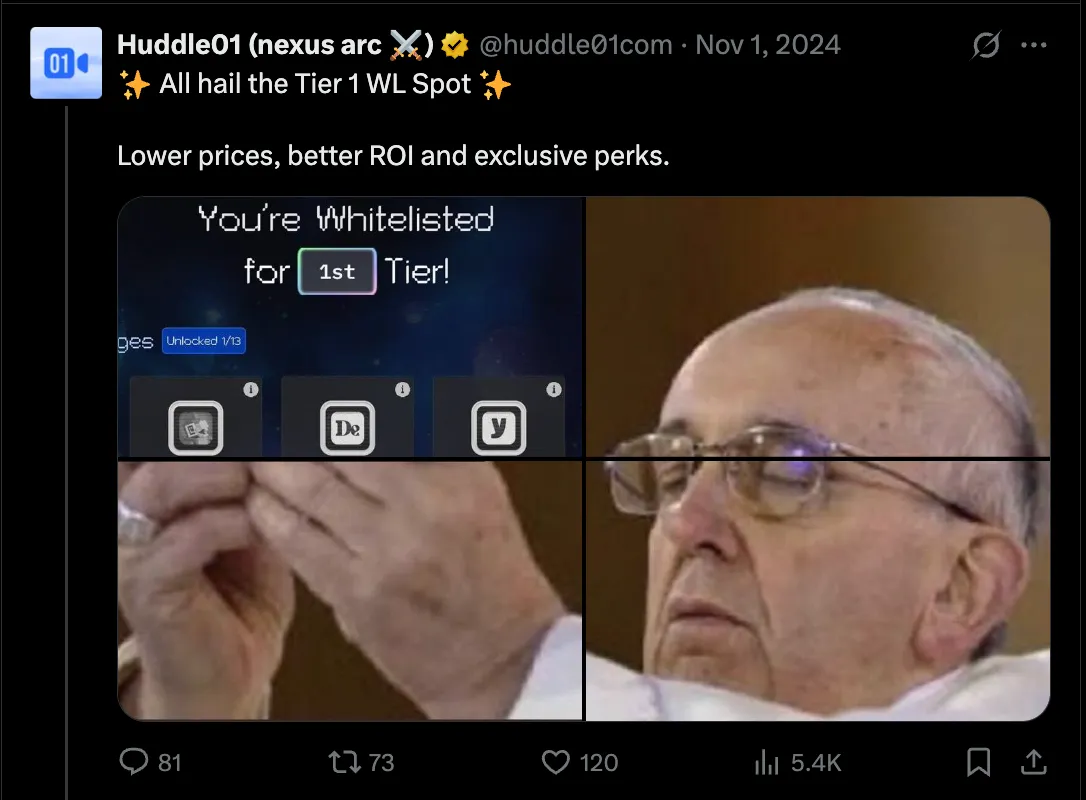 Huddle01 (nexus arc ⚔️) @huddle01com · Nov 1, 2024
✨ All hail the Tier 1 WL Spot ✨
Lower prices, better ROI and exclusive perks.
You're Whitelisted
for 1st Tier!
ges Unlocked 1/13
De y
81 73 120 5.4K
01